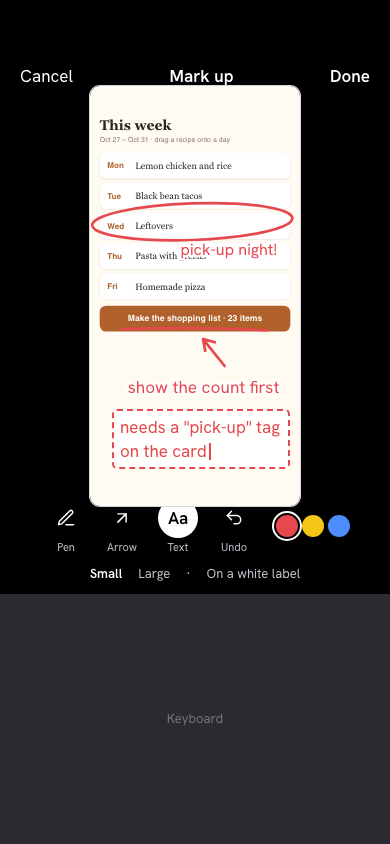 Cancel
Mark up
Done
This week
Oct 27 – Oct 31 · drag a recipe onto a day
Mon Lemon chicken and rice
Tue Black bean tacos
Wed Leftovers
pick-up night!
Thu Pasta with
Fri Homemade pizza
Make the shopping list · 23 items
show the count first
needs a "pick-up" tag
on the card
Pen
Arrow
Aa
Text
Undo
Small Large · On a white label
Keyboard